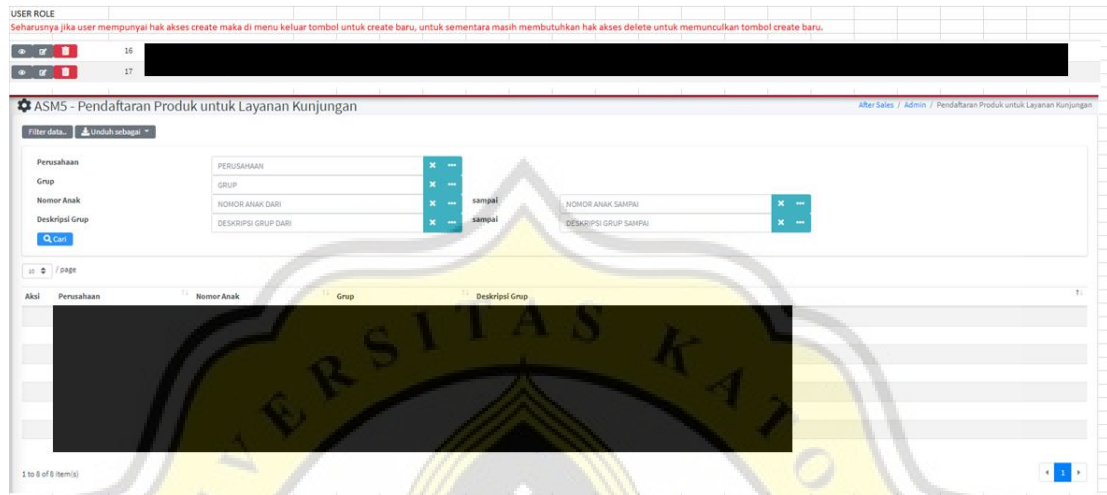 USER ROLE
Seharusnya jika user mempunyai hak akses create maka di menu keluar tombol untuk create baru, untuk sementara masih membutuhkan hak akses delete untuk memunculkan tombol create baru.
16
17
ASM5 - Pendaftaran Produk untuk Layanan Kunjungan
After Sales / Admin / Pendaftaran Produk untuk Layanan Kunjungan
Filter data.. Unduh sebagai
Perusahaan PERUSAHAAN
Grup GRUP
Nomor Anak NOMOR ANAK DARI sampai NOMOR ANAK SAMPAI
Deskripsi Grup DESKRIPSI GRUP DARI sampai DESKRIPSI GRUP SAMPAI
Cari
10 / page
Aksi Perusahaan Nomor Anak Grup Deskripsi Grup
VERSITAS KATO
1 to 8 of 8 item(s) 1